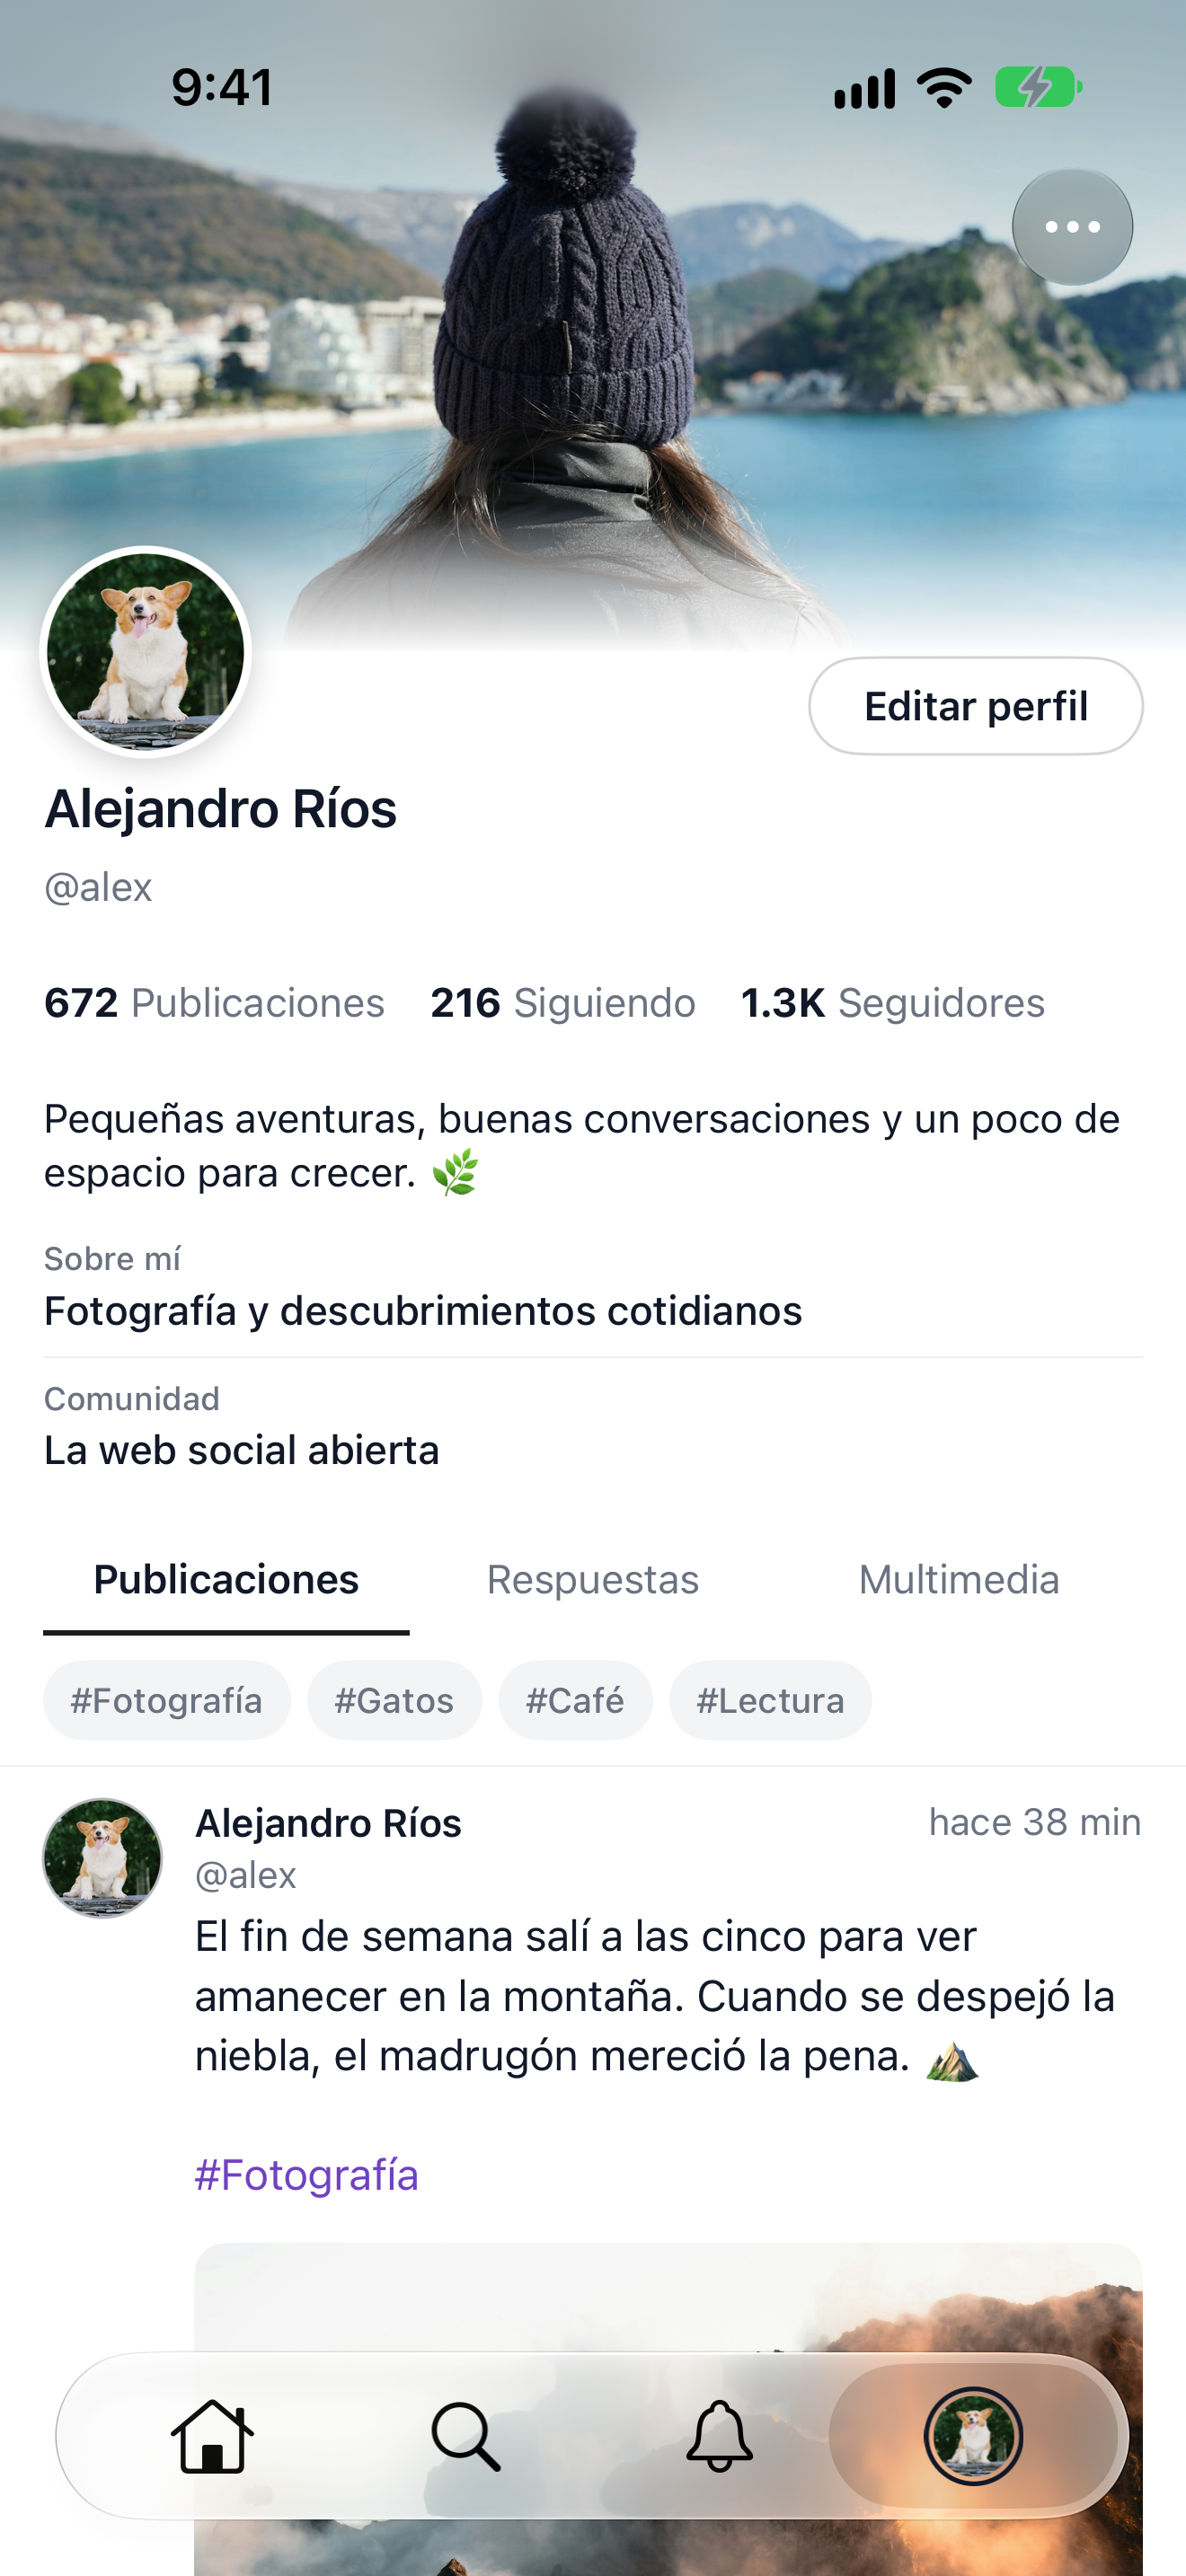 9:41
Editar perfil
Alejandro Ríos
@alex
672 Publicaciones 216 Siguiendo 1.3K Seguidores
Pequeñas aventuras, buenas conversaciones y un poco de
espacio para crecer. 🌿
Sobre mí
Fotografía y descubrimientos cotidianos
Comunidad
La web social abierta
Publicaciones Respuestas Multimedia
#Fotografía #Gatos #Café #Lectura
Alejandro Ríos hace 38 min
@alex
El fin de semana salí a las cinco para ver
amanecer en la montaña. Cuando se despejó la
niebla, el madrugón mereció la pena. ⛰️
#Fotografía